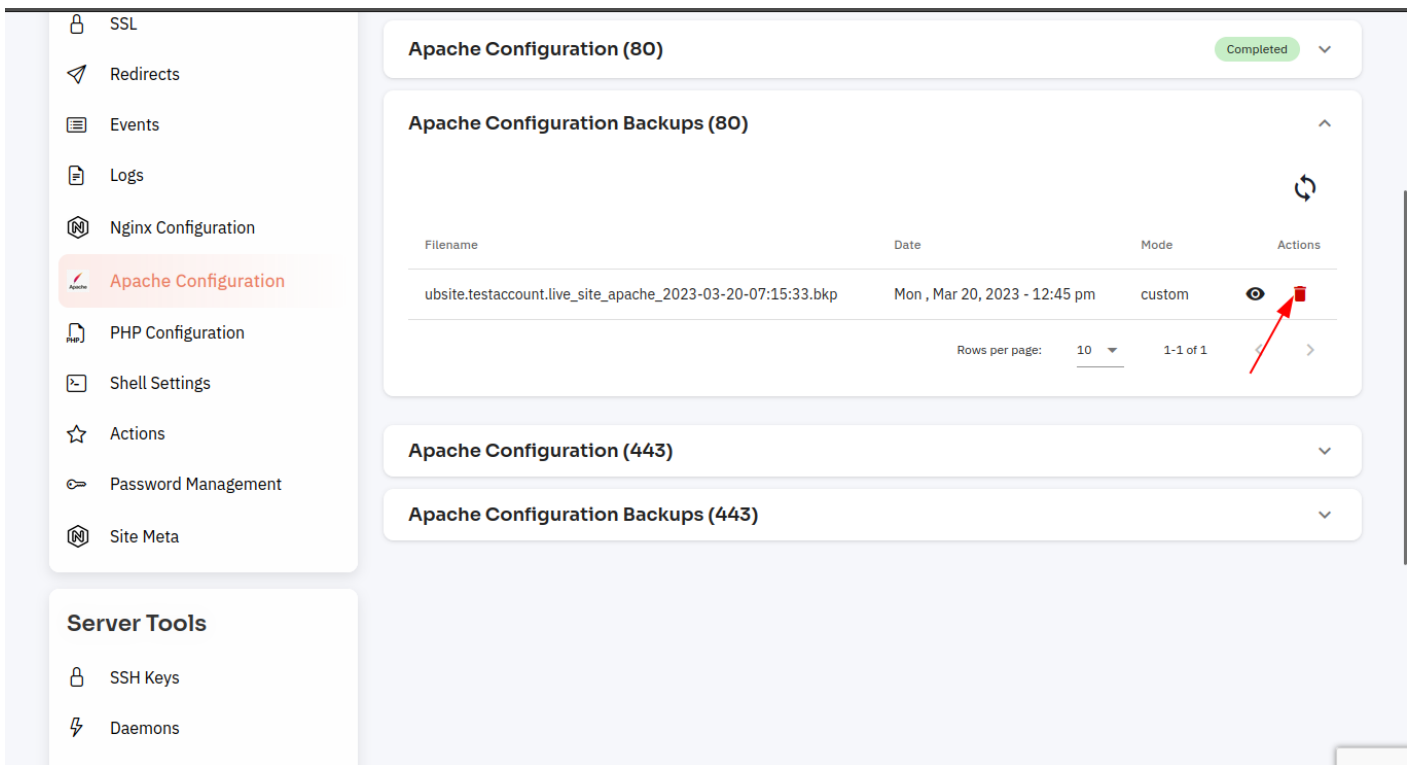 SSL
Redirects
Events
Logs
Nginx Configuration
Apache
Apache Configuration
PHP
PHP Configuration
Shell Settings
Actions
Password Management
Site Meta
Server Tools
SSH Keys
Daemons
Apache Configuration (80)
Completed
Apache Configuration Backups (80)
Filename Date Mode Actions
ubsite.testaccount.live_site_apache_2023-03-20-07:15:33.bkp Mon , Mar 20, 2023 - 12:45 pm custom
Rows per page: 10 1-1 of 1
Apache Configuration (443)
Apache Configuration Backups (443)